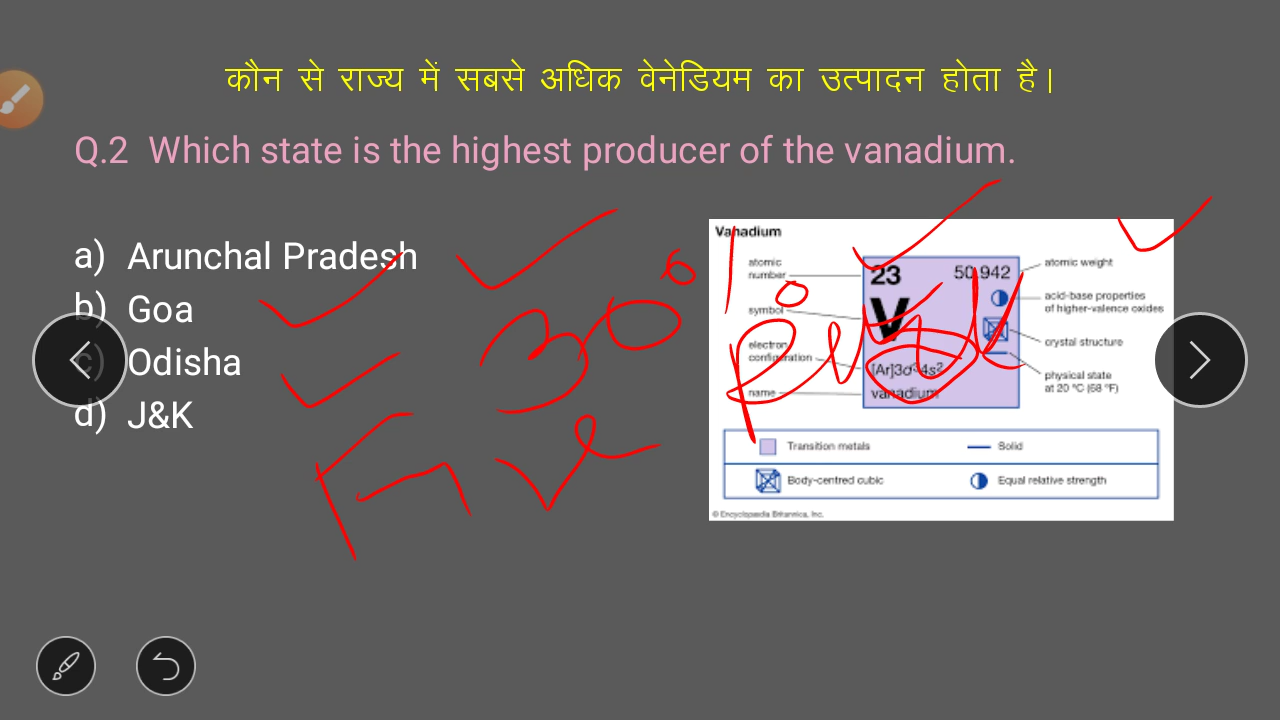 कौन से राज्य में सबसे अधिक वेनेडियम का उत्पादन होता है।
Q.2 Which state is the highest producer of the vanadium.
a) Arunchal Pradesh
b) Goa
c) Odisha
d) J&K
30
Vanadium
atomic number
23
50.942
atomic weight
symbol
V
acid-base properties
of higher-valence oxides
crystal structure
electron configuration
name
vanadium
physical state
at 20 °C (68 °F)
Transition metals
Solid
Body-centred cubic
Equal relative strength
© Encyclopædia Britannica, Inc.